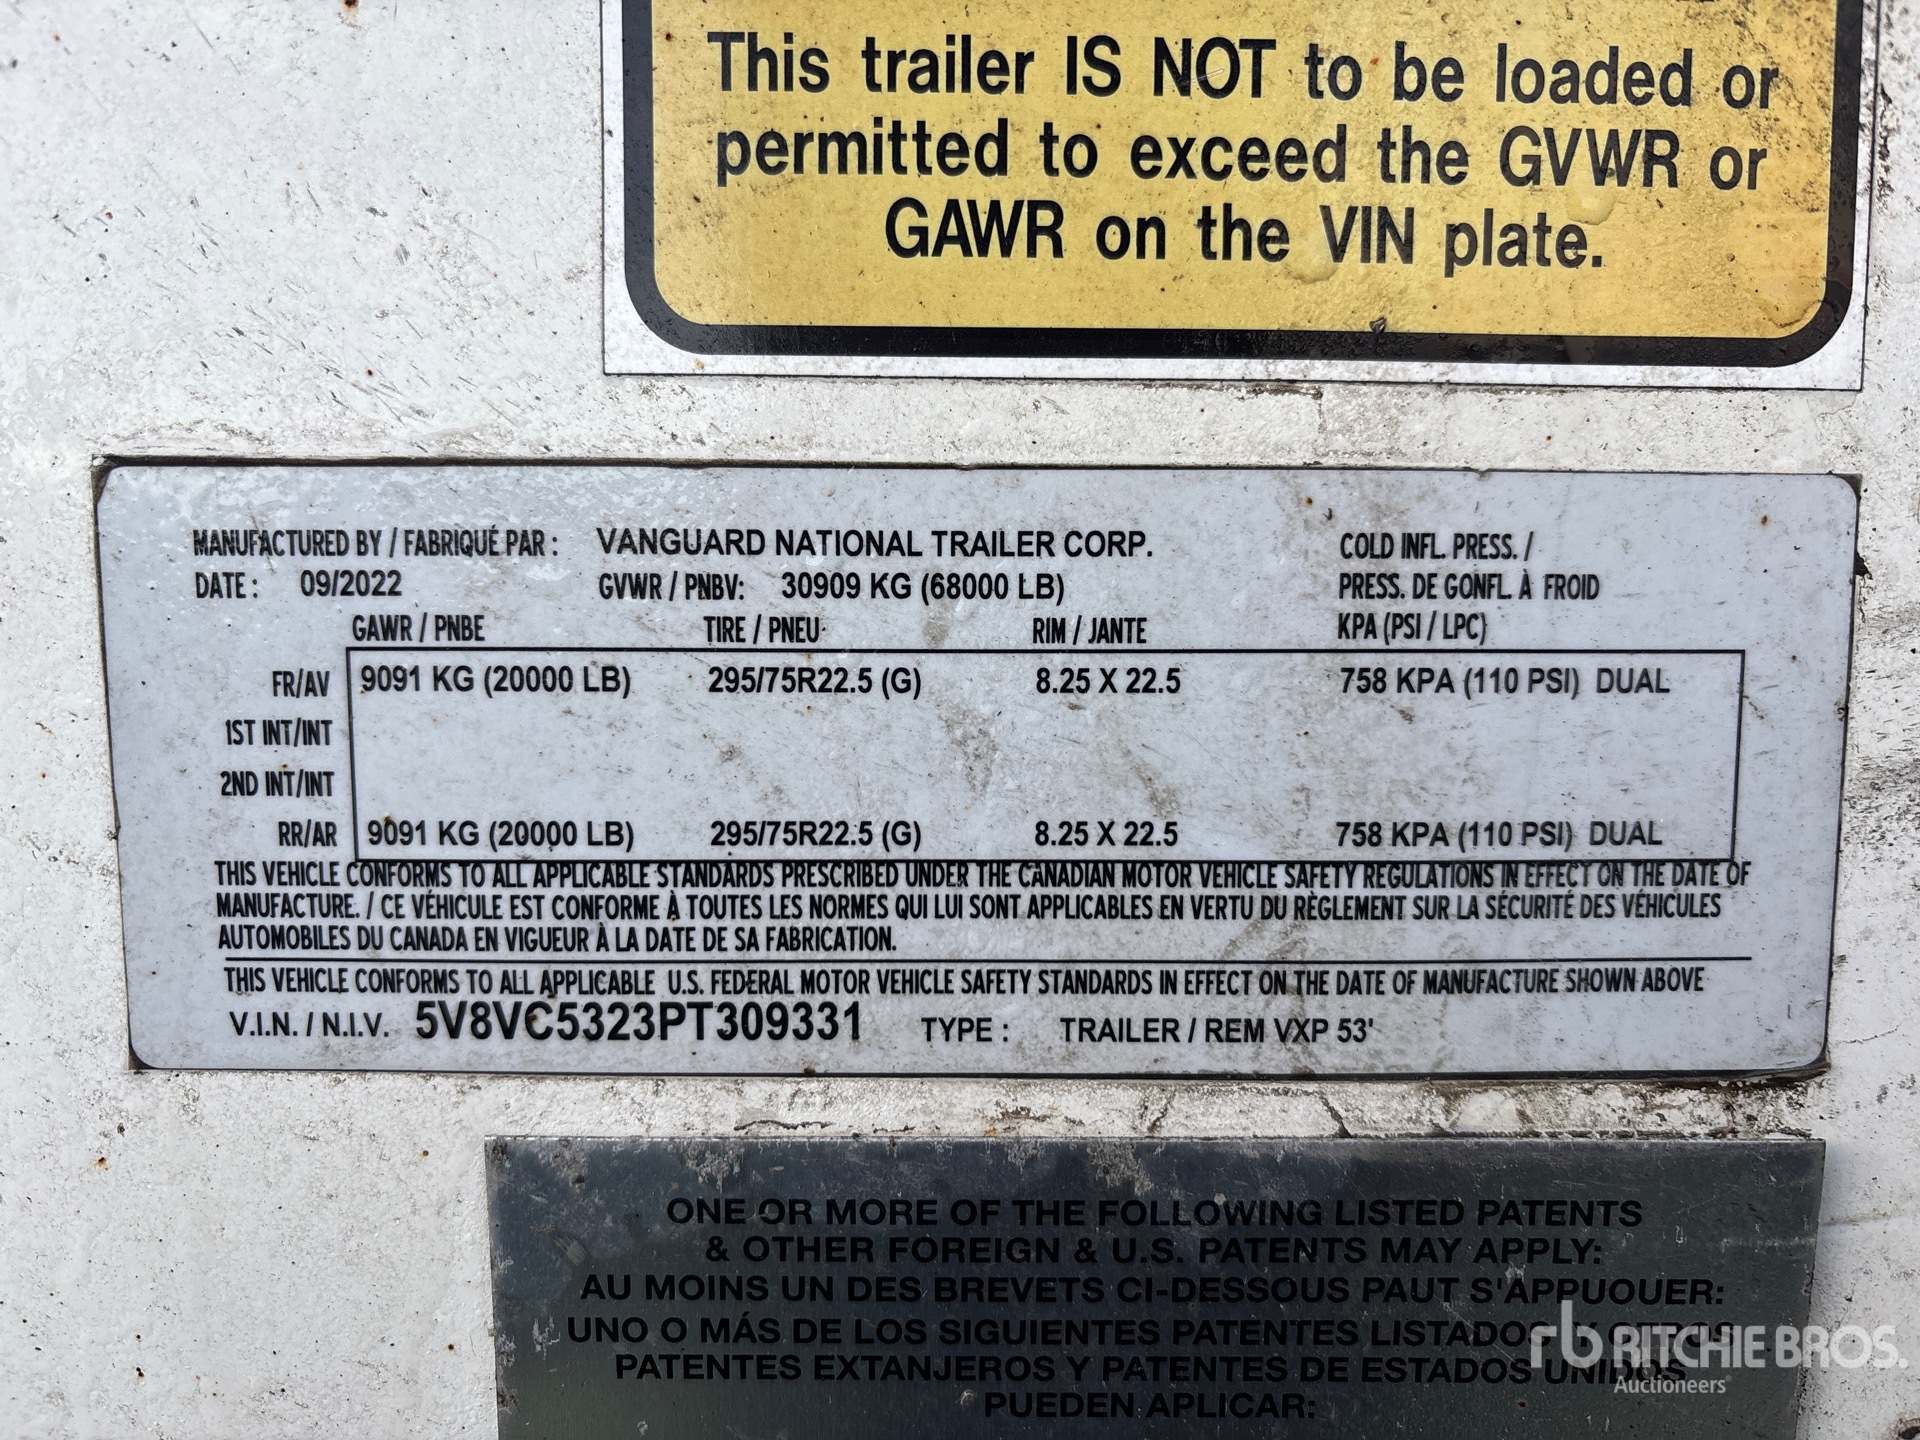 This trailer IS NOT to be loaded or
permitted to exceed the GVWR or
GAWR on the VIN plate.
MANUFACTURED BY / FABRIQUÉ PAR : VANGUARD NATIONAL TRAILER CORP. COLD INFL. PRESS. /
DATE : 09/2022 GVWR / PNBV: 30909 KG (68000 LB) PRESS. DE GONFL. À FROID
GAWR / PNBE TIRE / PNEU RIM / JANTE KPA (PSI / LPC)
FR/AV 9091 KG (20000 LB) 295/75R22.5 (G) 8.25 X 22.5 758 KPA (110 PSI) DUAL
1ST INT/INT
2ND INT/INT
RR/AR 9091 KG (20000 LB) 295/75R22.5 (G) 8.25 X 22.5 758 KPA (110 PSI) DUAL
THIS VEHICLE CONFORMS TO ALL APPLICABLE STANDARDS PRESCRIBED UNDER THE CANADIAN MOTOR VEHICLE SAFETY REGULATIONS IN EFFECT ON THE DATE OF
MANUFACTURE. / CE VÉHICULE EST CONFORME À TOUTES LES NORMES QUI LUI SONT APPLICABLES EN VERTU DU RÈGLEMENT SUR LA SÉCURITÉ DES VÉHICULES
AUTOMOBILES DU CANADA EN VIGUEUR À LA DATE DE SA FABRICATION.
THIS VEHICLE CONFORMS TO ALL APPLICABLE U.S. FEDERAL MOTOR VEHICLE SAFETY STANDARDS IN EFFECT ON THE DATE OF MANUFACTURE SHOWN ABOVE
V.I.N. / N.I.V. 5V8VC5323PT309331 TYPE : TRAILER / REM VXP 53'
ONE OR MORE OF THE FOLLOWING LISTED PATENTS
& OTHER FOREIGN & U.S. PATENTS MAY APPLY:
AU MOINS UN DES BREVETS CI-DESSOUS PAUT S'APPUOUER:
UNO O MÁS DE LOS SIGUIENTES PATENTES LISTADOS Y OTROS
PATENTES EXTANJEROS Y PATENTES DE ESTADOS UNIDOS
PUEDEN APLICAR:
rb RITCHIE BROS.
Auctioneers